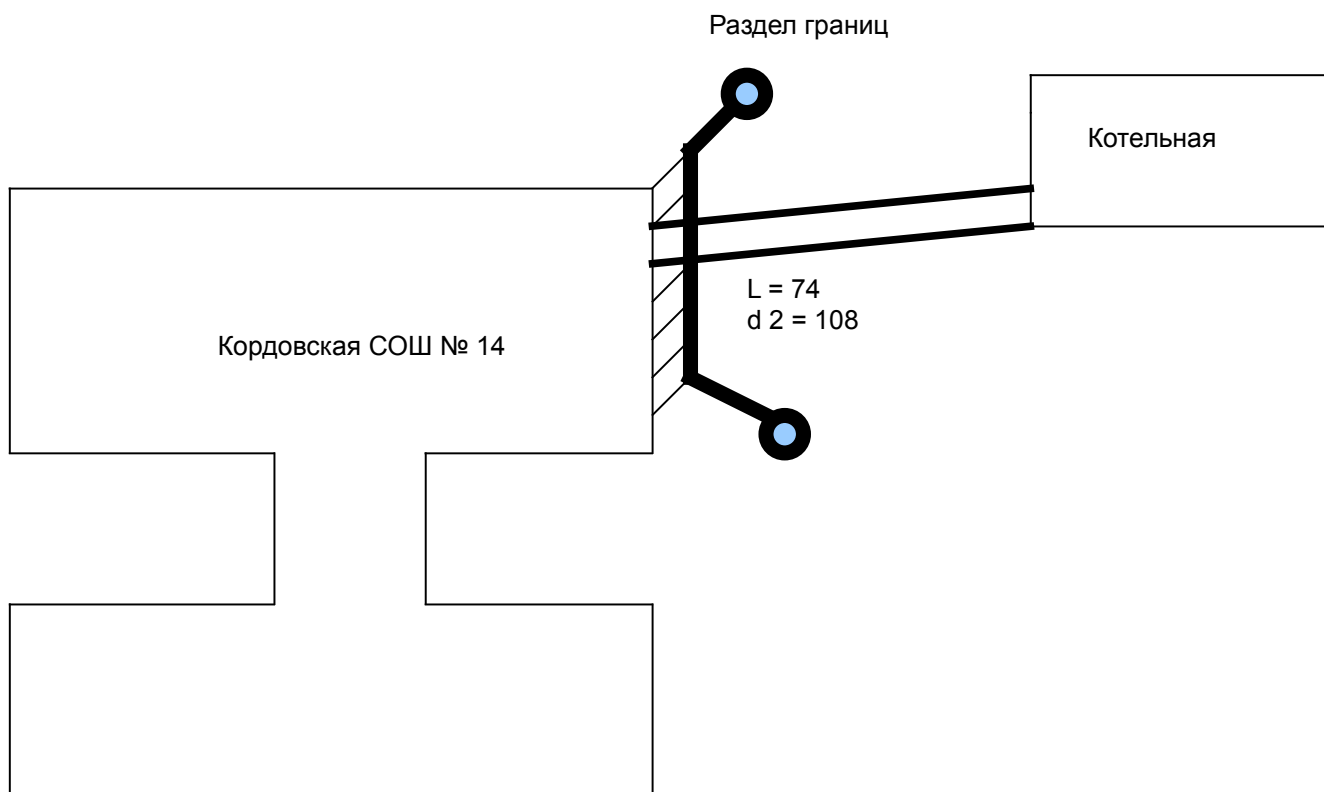 Раздел границ
Котельная
L = 74
d 2 = 108
Кордовская СОШ № 14